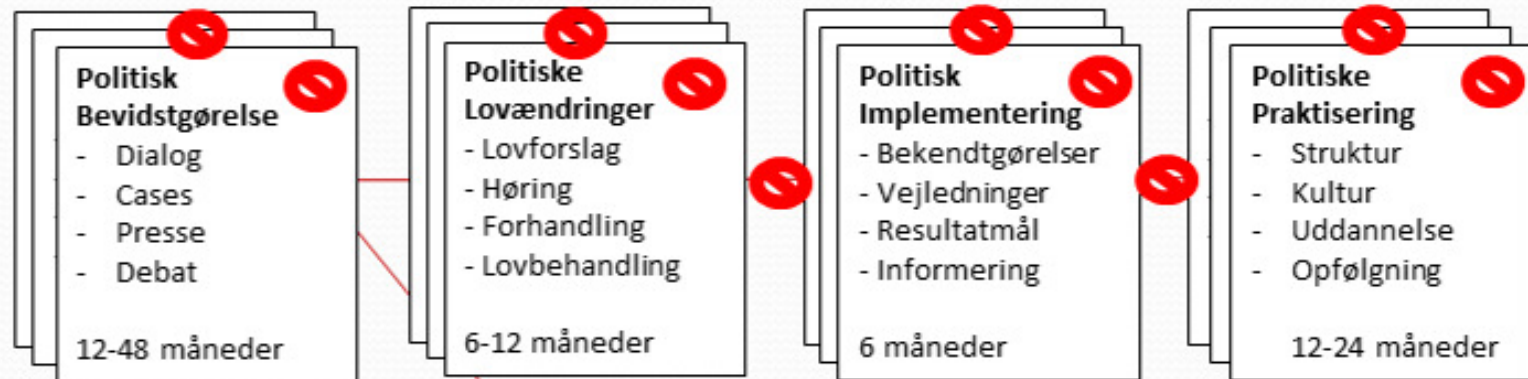 Politisk
Bevidstgørelse
- Dialog
- Cases
- Presse
- Debat
12-48 måneder
Politiske
Lovændringer
- Lovforslag
- Høring
- Forhandling
- Lovbehandling
6-12 måneder
Politisk
Implementering
- Bekendtgørelser
- Vejledninger
- Resultatmål
- Informering
6 måneder
Politiske
Praktisering
- Struktur
- Kultur
- Uddannelse
- Opfølgning
12-24 måneder